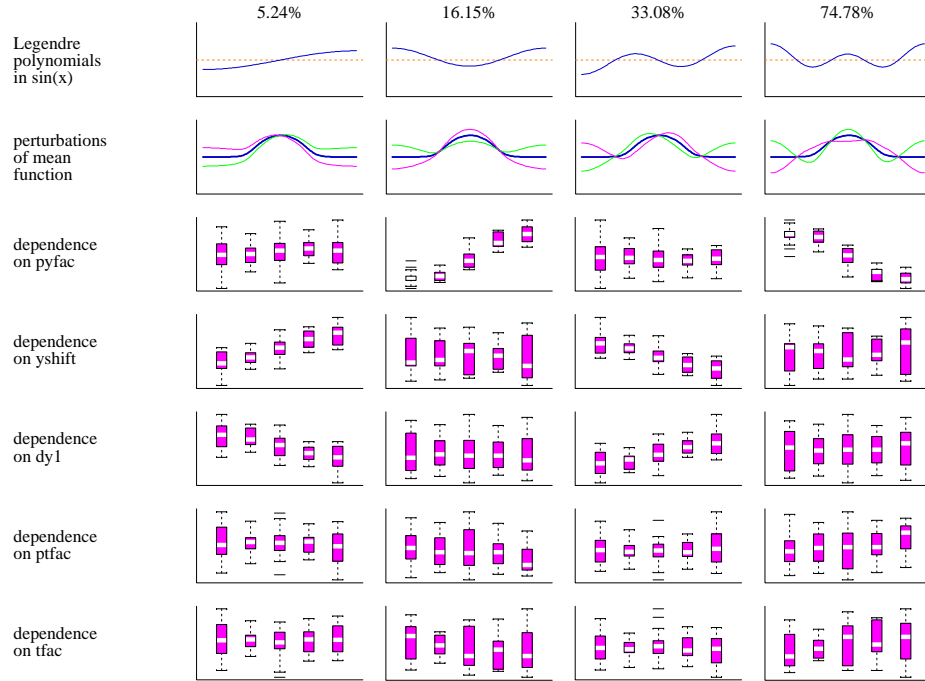 5.24% 16.15% 33.08% 74.78%
Legendre
polynomials
in sin(x)
perturbations
of mean
function
dependence
on pyfac
dependence
on yshift
dependence
on dy1
dependence
on ptfac
dependence
on tfac